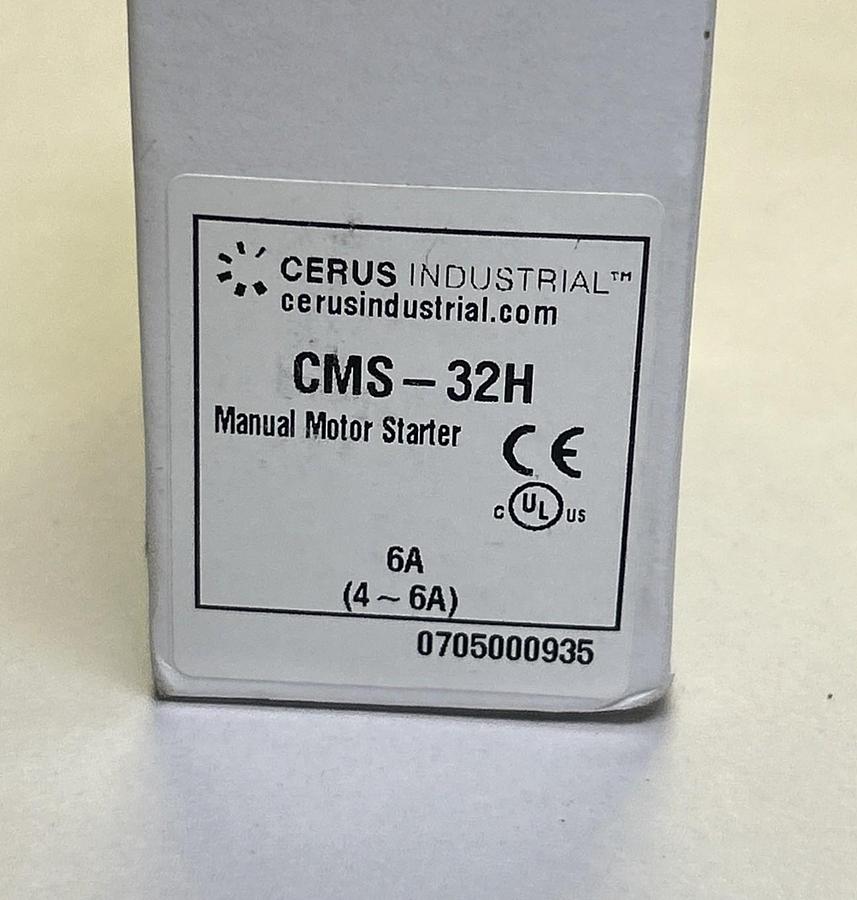 CERUS INDUSTRIAL™
cerusindustrial.com
CMS – 32H
Manual Motor Starter
CE
C UL US
6A
(4 ~ 6A)
0705000935